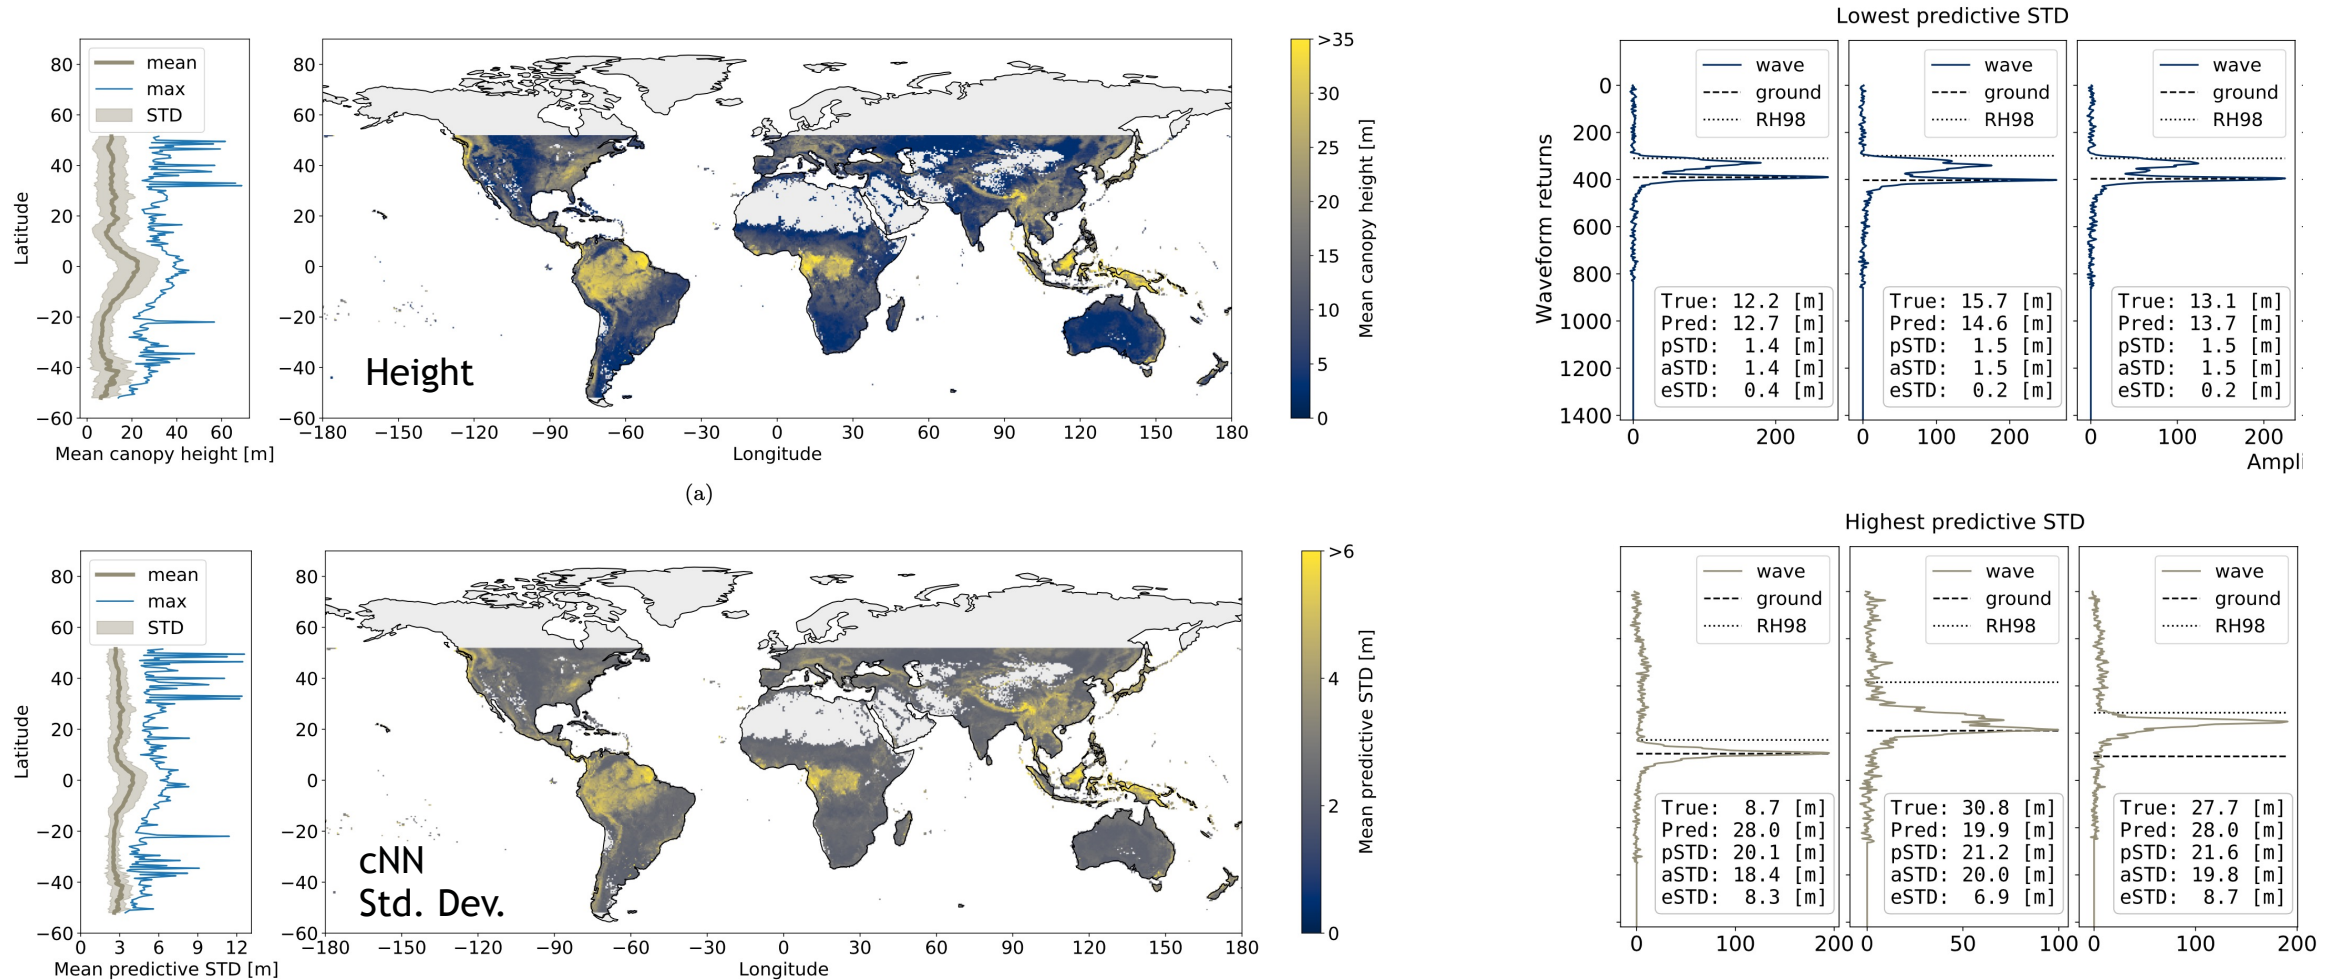 mean
max
STD
80
60
40
20
0
−20
−40
−60
Latitude
0 20 40 60
Mean canopy height [m]
80
60
40
20
0
−20
−40
−60
−180 −150 −120 −90 −60 −30 0 30 60 90 120 150 180
Longitude
Height
>35
30
25
20
15
10
5
0
Mean canopy height [m]
(a)
Lowest predictive STD
Waveform returns
0
200
400
600
800
1000
1200
1400
wave
ground
RH98
True: 12.2 [m]
Pred: 12.7 [m]
pSTD: 1.4 [m]
aSTD: 1.4 [m]
eSTD: 0.4 [m]
0 200
wave
ground
RH98
True: 15.7 [m]
Pred: 14.6 [m]
pSTD: 1.5 [m]
aSTD: 1.5 [m]
eSTD: 0.2 [m]
0 100 200
wave
ground
RH98
True: 13.1 [m]
Pred: 13.7 [m]
pSTD: 1.5 [m]
aSTD: 1.5 [m]
eSTD: 0.2 [m]
0 100 200
Ampli
mean
max
STD
80
60
40
20
0
−20
−40
−60
Latitude
0 3 6 9 12
Mean predictive STD [m]
80
60
40
20
0
−20
−40
−60
−180 −150 −120 −90 −60 −30 0 30 60 90 120 150 180
Longitude
cNN
Std. Dev.
>6
4
2
0
Mean predictive STD [m]
Highest predictive STD
wave
ground
RH98
True: 8.7 [m]
Pred: 28.0 [m]
pSTD: 20.1 [m]
aSTD: 18.4 [m]
eSTD: 8.3 [m]
0 100 200
wave
ground
RH98
True: 30.8 [m]
Pred: 19.9 [m]
pSTD: 21.2 [m]
aSTD: 20.0 [m]
eSTD: 6.9 [m]
0 50 100
wave
ground
RH98
True: 27.7 [m]
Pred: 28.0 [m]
pSTD: 21.6 [m]
aSTD: 19.8 [m]
eSTD: 8.7 [m]
0 100 200